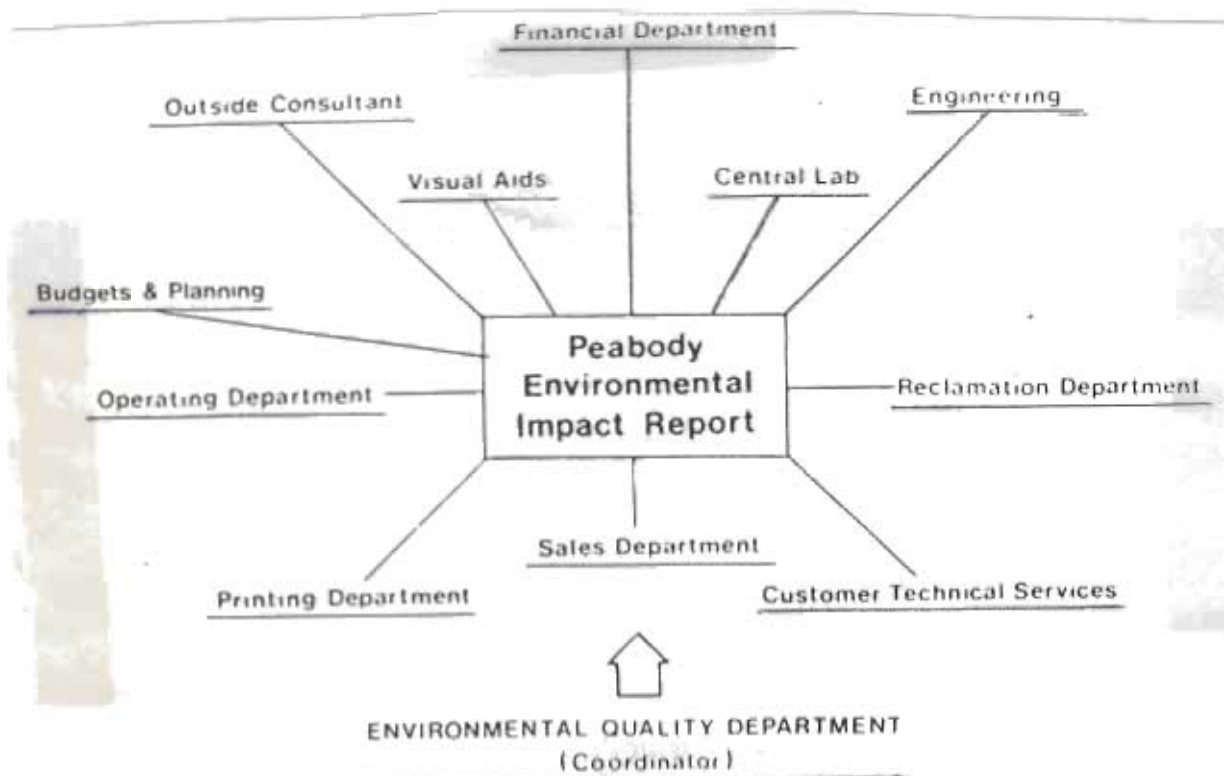 Financial Department
Outside Consultant
Engineering
Visual Aids
Central Lab
Budgets & Planning
Peabody
Environmental
Impact Report
Operating Department
Reclamation Department
Sales Department
Printing Department
Customer Technical Services
ENVIRONMENTAL QUALITY DEPARTMENT
(Coordinator)